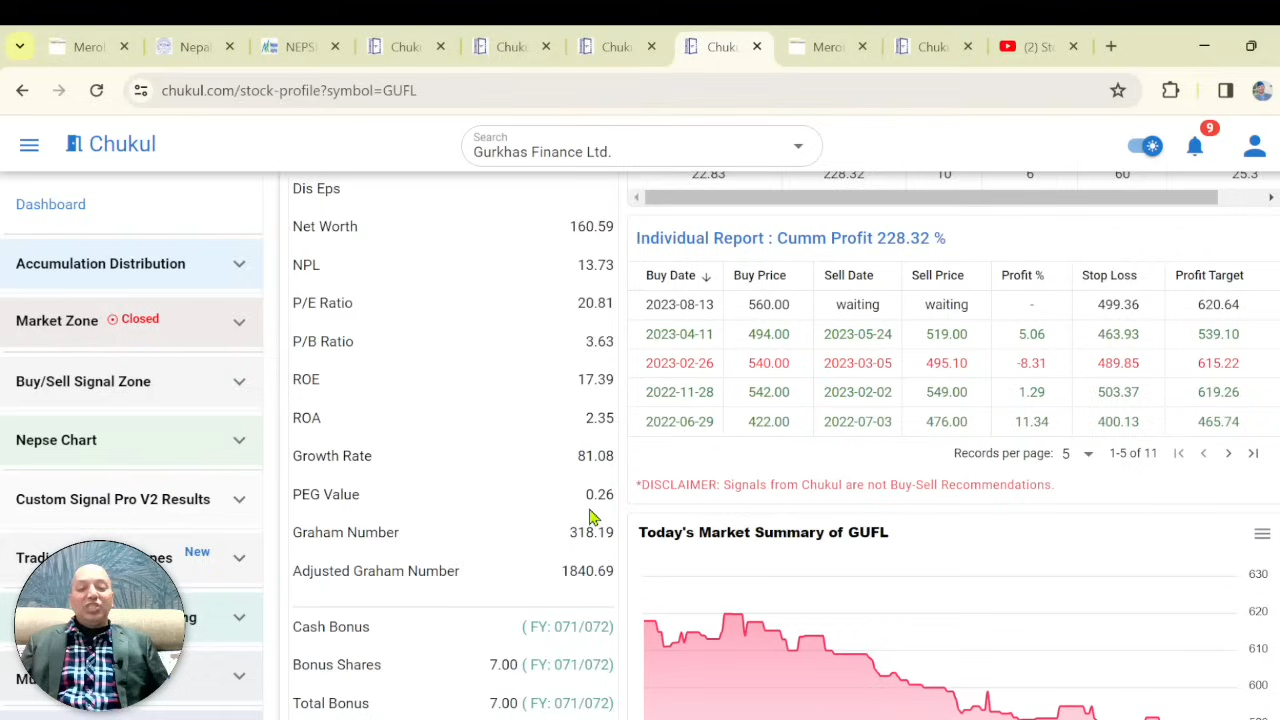 Merol
Nepal
NEPS
Chuku
Chuku
Chuku
Chuku
Merol
Chuku
(2) Sto
chukul.com/stock-profile?symbol=GUFL
Chukul
Search
Gurkhas Finance Ltd.
9
Dashboard
Accumulation Distribution
Market Zone Closed
Buy/Sell Signal Zone
Nepse Chart
Custom Signal Pro V2 Results
New
Dis Eps
Net Worth 160.59
NPL 13.73
P/E Ratio 20.81
P/B Ratio 3.63
ROE 17.39
ROA 2.35
Growth Rate 81.08
PEG Value 0.26
Graham Number 318.19
Adjusted Graham Number 1840.69
Cash Bonus ( FY: 071/072)
Bonus Shares 7.00 ( FY: 071/072)
Total Bonus 7.00 ( FY: 071/072)
22.83 228.32 10 6 60 25.3
Individual Report : Cumm Profit 228.32 %
Buy Date Buy Price Sell Date Sell Price Profit % Stop Loss Profit Target
2023-08-13 560.00 waiting waiting - 499.36 620.64
2023-04-11 494.00 2023-05-24 519.00 5.06 463.93 539.10
2023-02-26 540.00 2023-03-05 495.10 -8.31 489.85 615.22
2022-11-28 542.00 2023-02-02 549.00 1.29 503.37 619.26
2022-06-29 422.00 2022-07-03 476.00 11.34 400.13 465.74
Records per page: 5 1-5 of 11
*DISCLAIMER: Signals from Chukul are not Buy-Sell Recommendations.
Today's Market Summary of GUFL
630
620
610
600